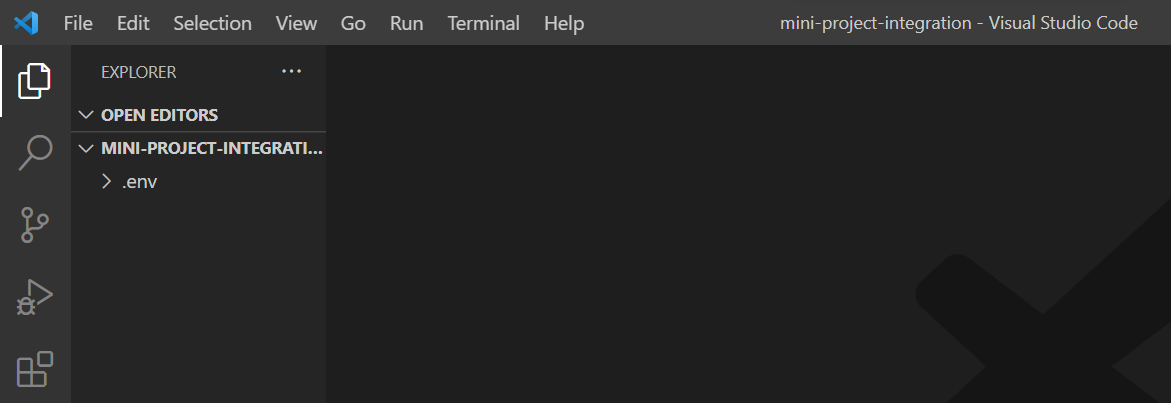 File Edit Selection View Go Run Terminal Help mini-project-integration - Visual Studio Code
EXPLORER ···
OPEN EDITORS
MINI-PROJECT-INTEGRATI...
.env